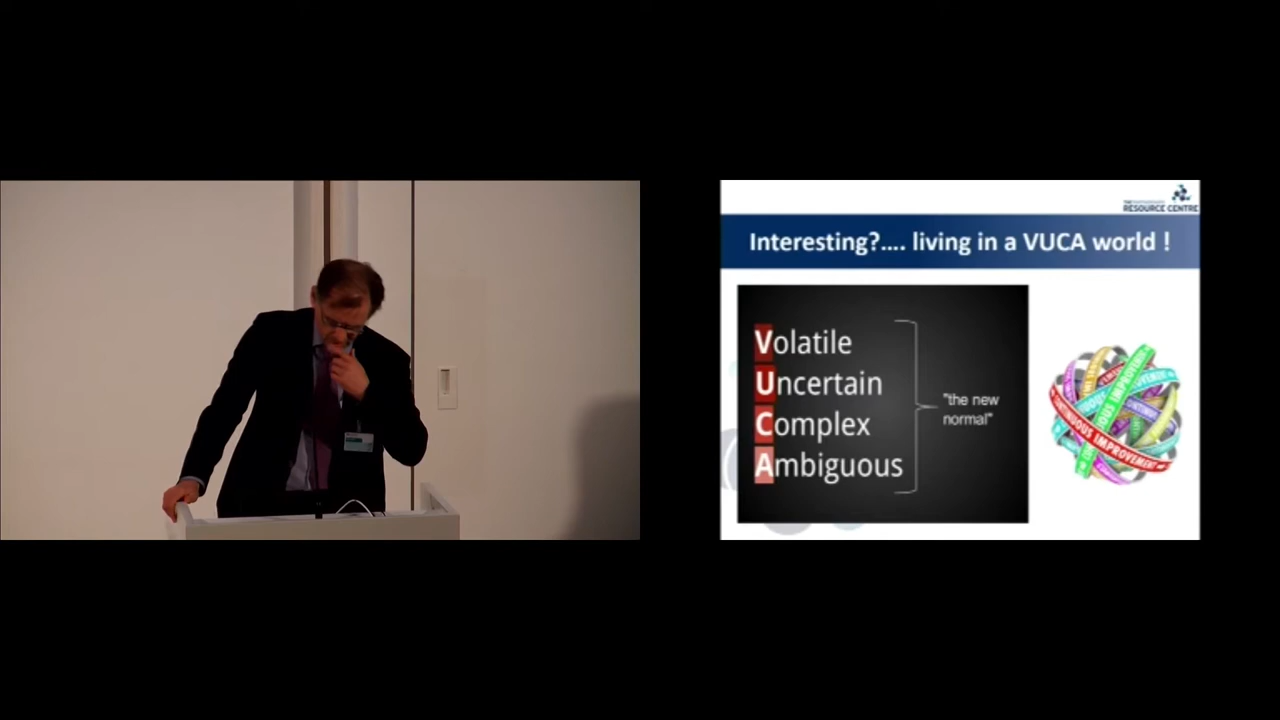 RESOURCE CENTRE
Interesting?.... living in a VUCA world !
Volatile
Uncertain
Complex
Ambiguous
"the new
normal"
CONTINUOUS IMPROVEMENT